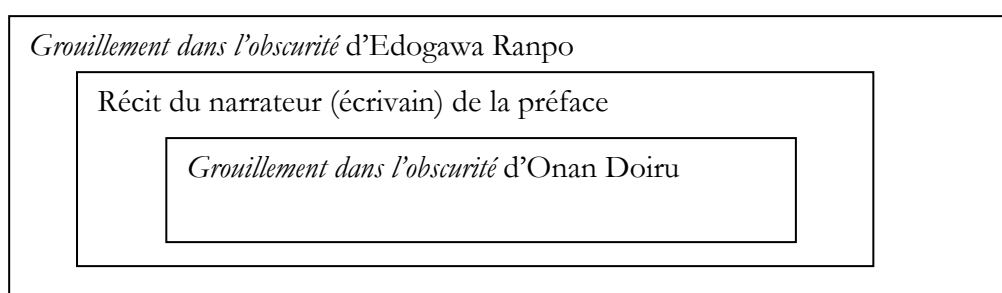 Grouillement dans l’obscurité d’Edogawa Ranpo
Récit du narrateur (écrivain) de la préface
Grouillement dans l’obscurité d’Onan Doiru